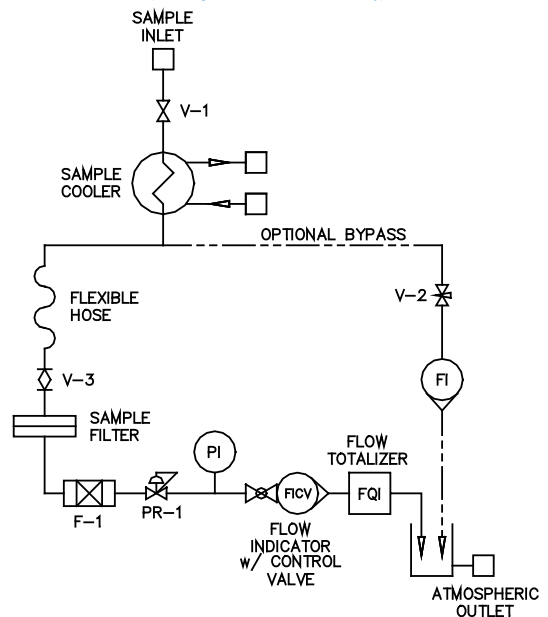 SAMPLE
INLET
V-1
SAMPLE
COOLER
OPTIONAL BYPASS
FLEXIBLE
HOSE
V-2
V-3
FI
SAMPLE
FILTER
PI
FLOW
TOTALIZER
FICV
FQI
F-1
PR-1
FLOW
INDICATOR
w/ CONTROL
VALVE
ATMOSPHERIC
OUTLET